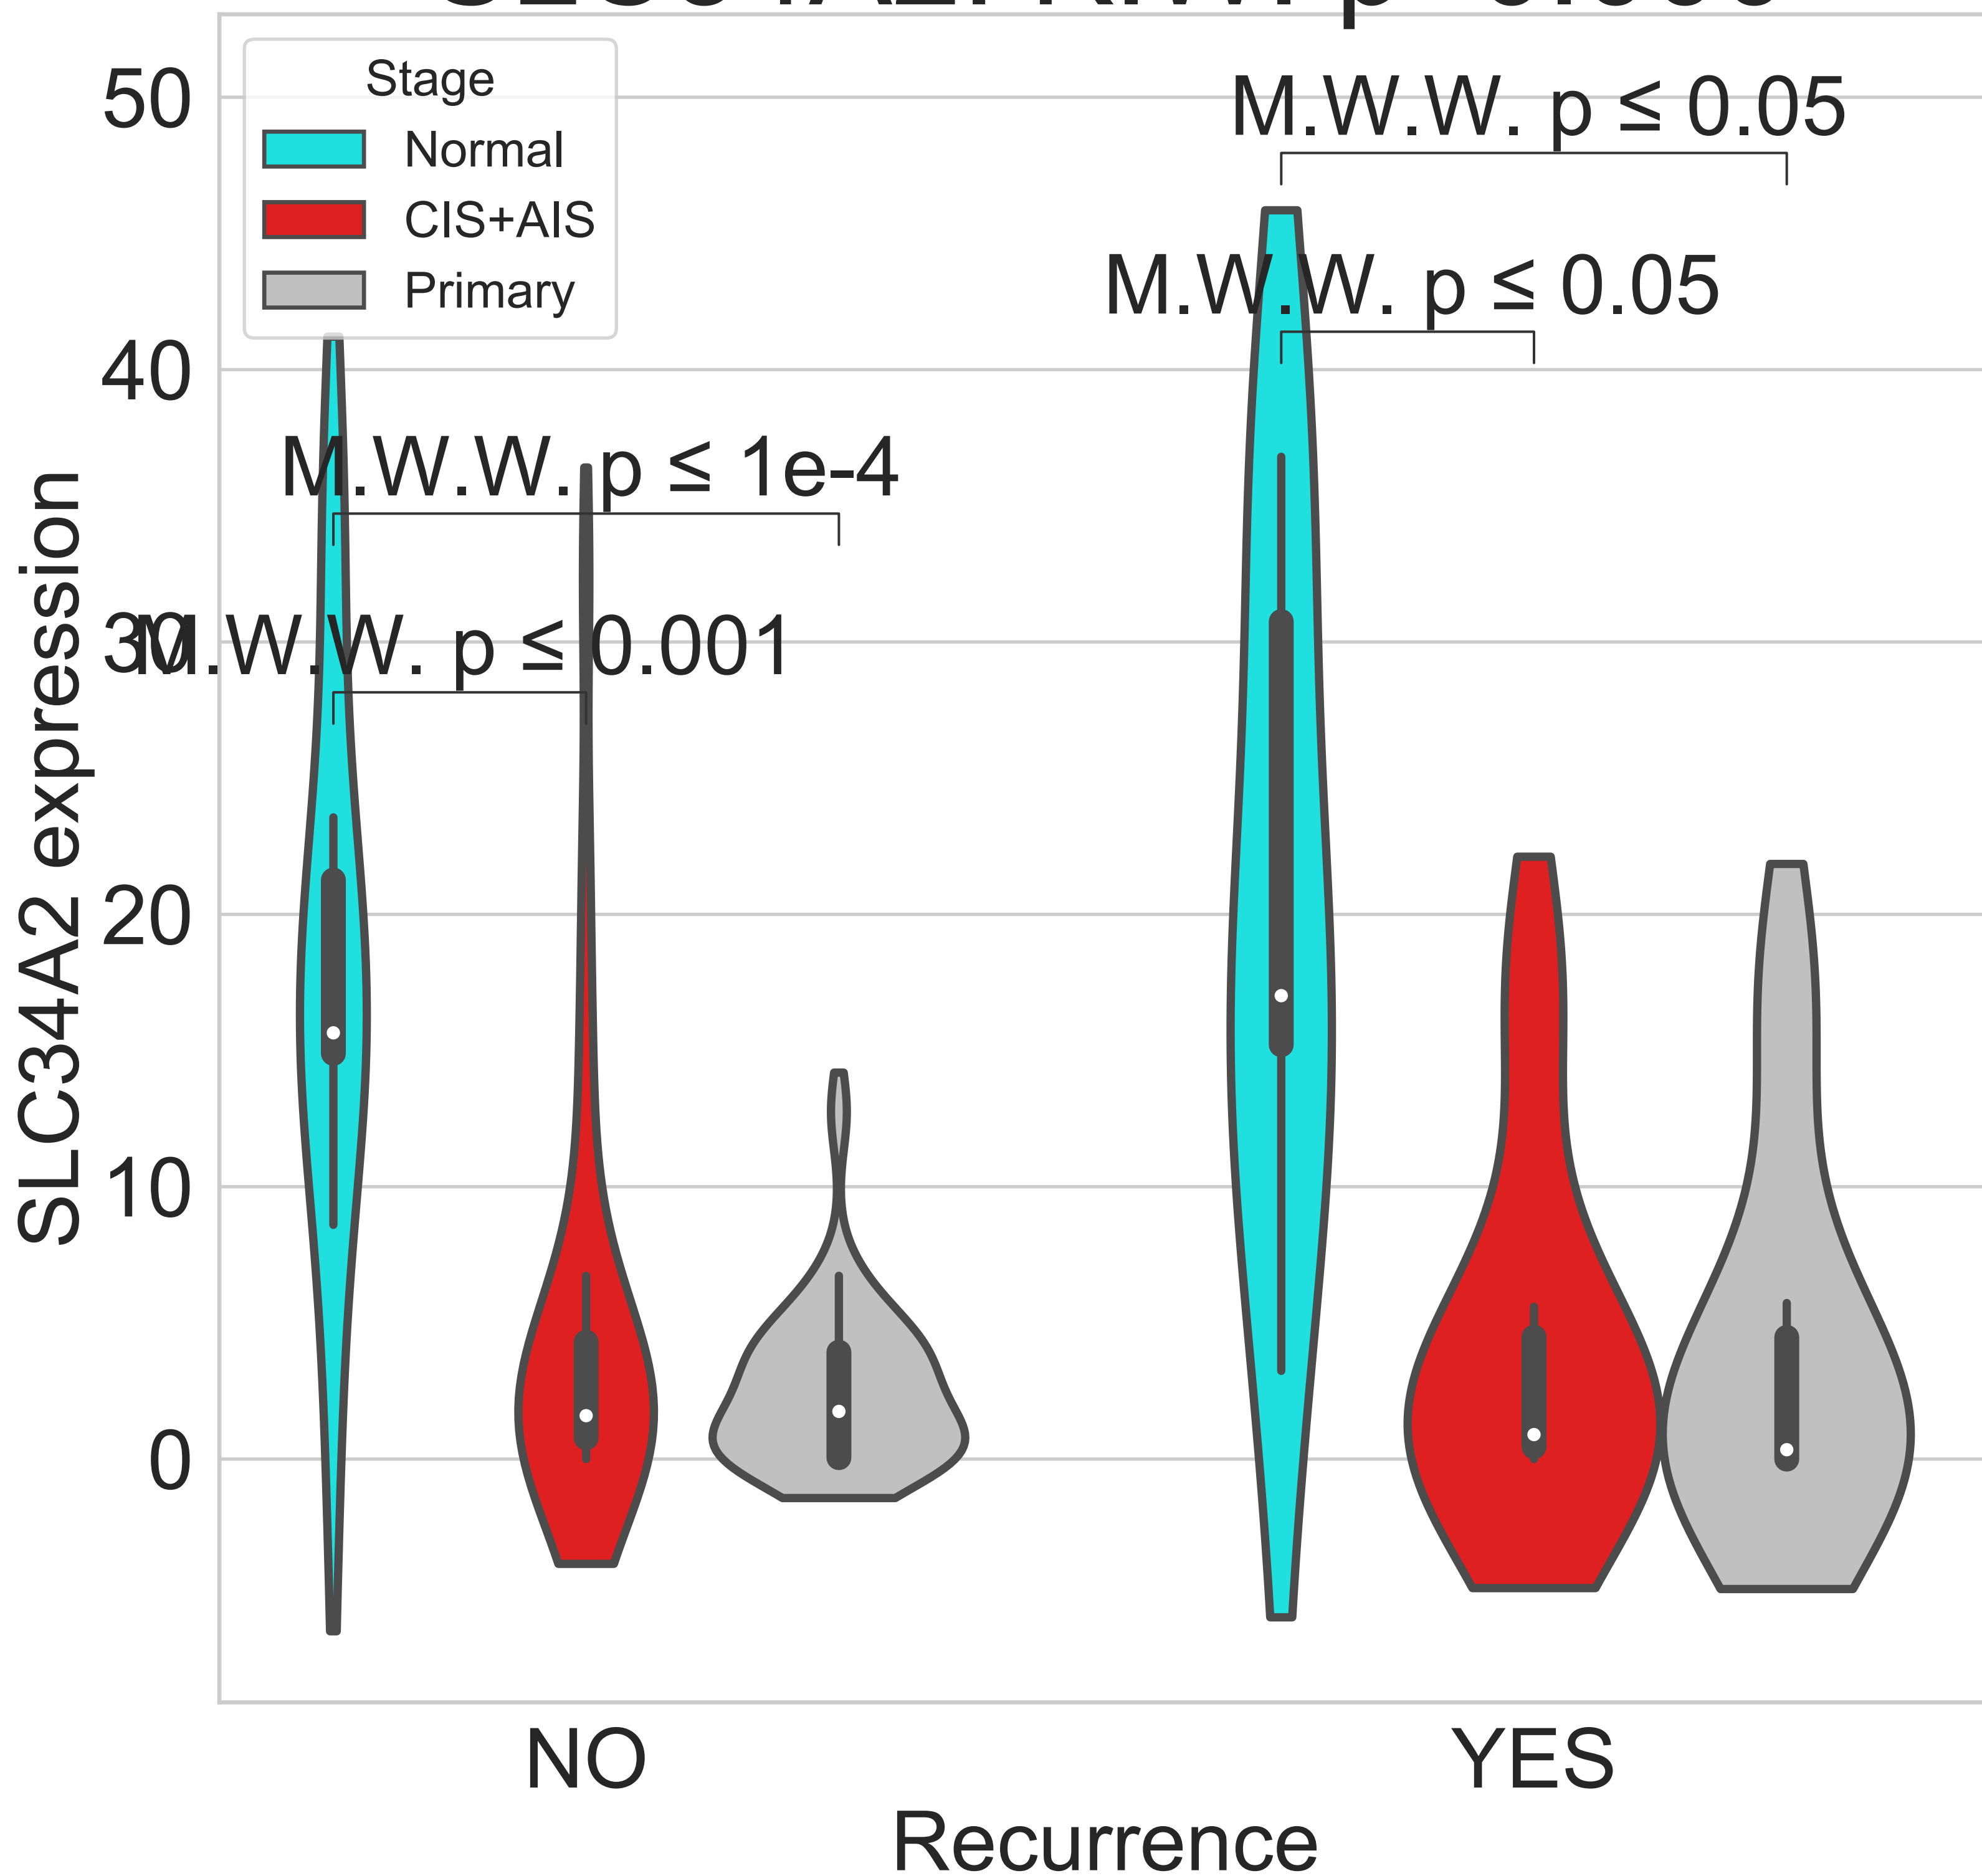 Stage
Normal
CIS+AIS
Primary
M.W.W. p ≤ 0.05
M.W.W. p ≤ 0.05
M.W.W. p ≤ 1e-4
M.W.W. p ≤ 0.001
50
40
30
20
10
0
SLC34A2 expression
NO
YES
Recurrence